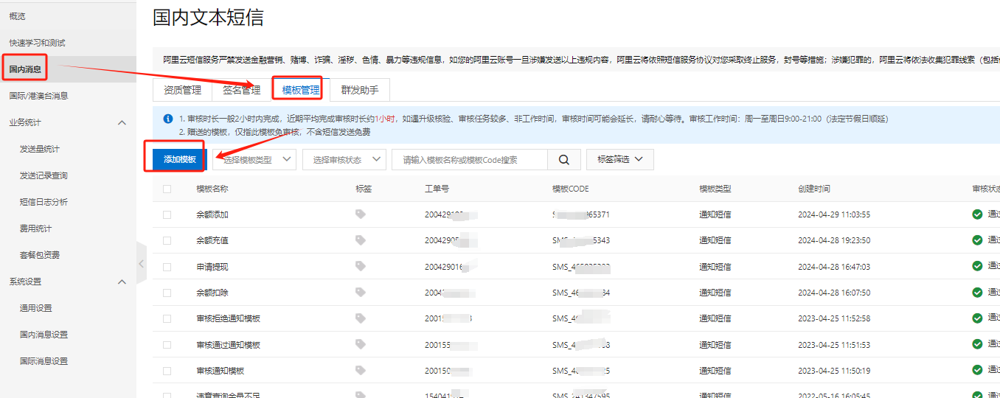 概览
快速学习和测试
国内消息
国际/港澳台消息
业务统计
发送量统计
发送记录查询
短信日志分析
费用统计
套餐包资费
系统设置
通用设置
国内消息设置
国际消息设置
国内文本短信
阿里云短信服务严禁发送金融营销、赌博、诈骗、淫秽、色情、暴力等违规信息，如您的阿里云账号一旦涉嫌发送以上违规内容，阿里云将依照短信服务协议对您采取终止服务，封号等措施；涉嫌犯罪的，阿里云将依法收集犯罪线索（包括
资质管理 签名管理 模板管理 群发助手
1. 审核时长一般2小时内完成，近期平均完成审核时长约1小时，如遇升级核验、审核任务较多、非工作时间，审核时间可能会延长，请耐心等待。审核工作时间：周一至周日9:00-21:00（法定节假日顺延）
2. 赠送的模板，仅指此模板免审核，不含短信发送免费
添加模板 选择模板类型 选择审核状态 请输入模板名称或模板Code搜索 标签筛选
模板名称 标签 工单号 模板CODE 模板类型 创建时间 审核状态
余额添加 200429 965371 通知短信 2024-04-29 11:03:55 通过
余额充值 2004290 SM 5343 通知短信 2024-04-28 19:23:50 通过
申请提现 200429016 SMS_46 通知短信 2024-04-28 16:47:03 通过
余额扣除 2004 SMS_46 34 通知短信 2024-04-28 16:07:50 通过
审核拒绝通知模板 2001 3 SMS_4 通知短信 2023-04-25 11:52:58 通过
审核通过通知模板 200155 SMS_4 8 通知短信 2023-04-25 11:51:53 通过
审核通知模板 200150 SMS_4 5 通知短信 2023-04-25 11:50:19 通过
违章查询余量不足 154041 SMS_241347595 通知短信 2022-05-16 16:05:45 通过